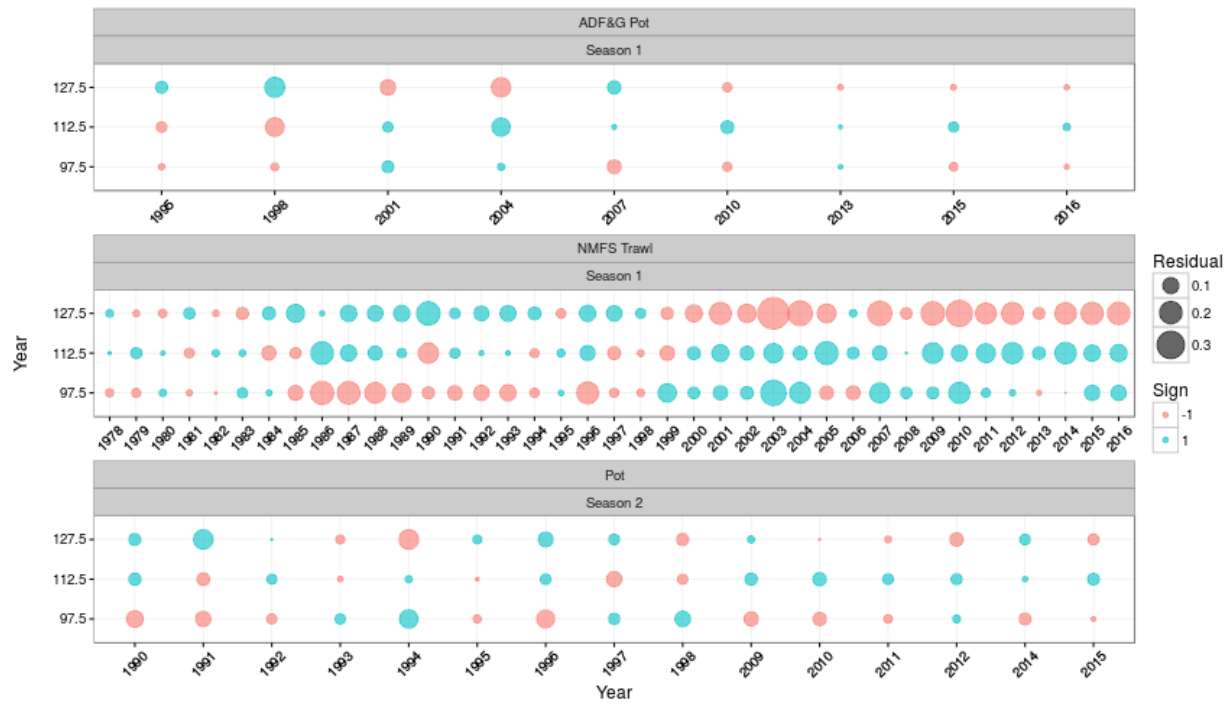 ADF&G Pot
Season 1
127.5
112.5
97.5
1995 1998 2001 2004 2007 2010 2013 2015 2016
NMFS Trawl
Season 1
127.5
112.5
97.5
1978 1979 1980 1981 1982 1983 1984 1985 1986 1987 1988 1989 1990 1991 1992 1993 1994 1995 1996 1997 1998 1999 2000 2001 2002 2003 2004 2005 2006 2007 2008 2009 2010 2011 2012 2013 2014 2015 2016
Pot
Season 2
127.5
112.5
97.5
1990 1991 1992 1993 1994 1995 1996 1997 1998 2009 2010 2011 2012 2014 2015
Year
Year
Residual
0.1
0.2
0.3
Sign
-1
1